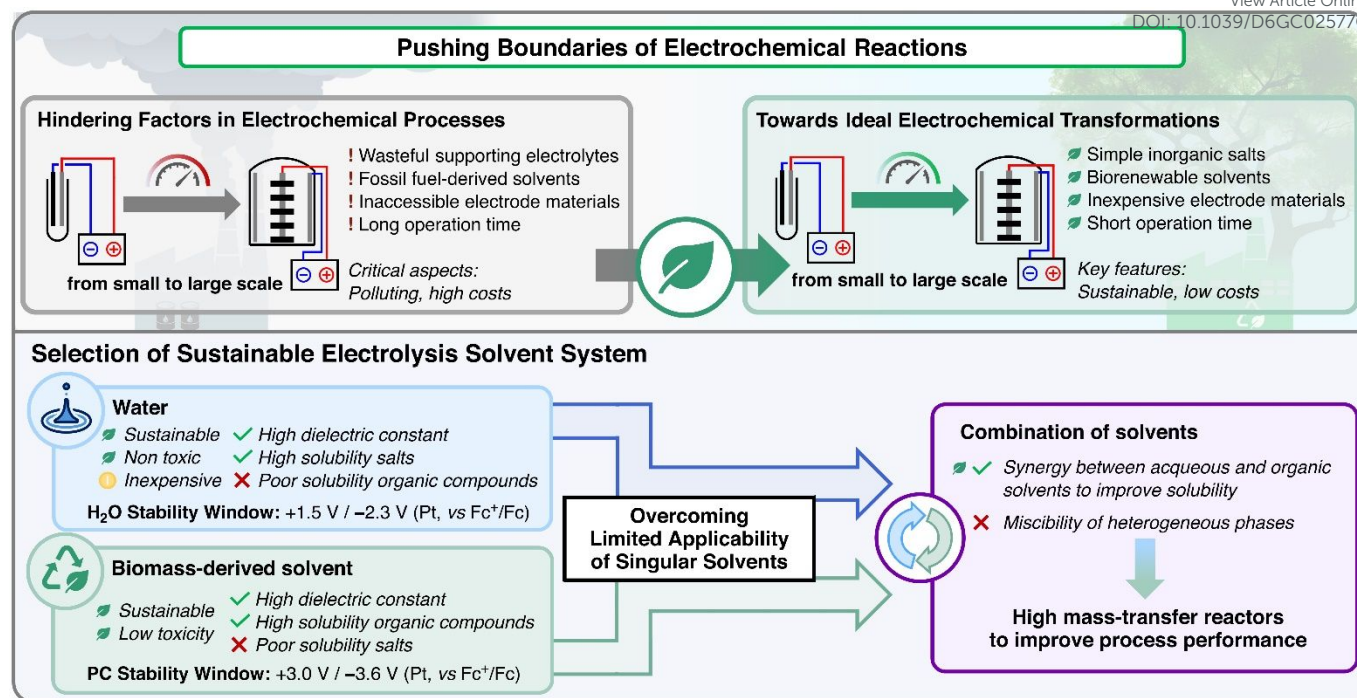 View Article Online
DOI: 10.1039/D6GC02577
Pushing Boundaries of Electrochemical Reactions
Hindering Factors in Electrochemical Processes
! Wasteful supporting electrolytes
! Fossil fuel-derived solvents
! Inaccessible electrode materials
! Long operation time
from small to large scale
Critical aspects:
Polluting, high costs
Towards Ideal Electrochemical Transformations
Simple inorganic salts
Biorenewable solvents
Inexpensive electrode materials
Short operation time
from small to large scale
Key features:
Sustainable, low costs
Selection of Sustainable Electrolysis Solvent System
Water
Sustainable
Non toxic
Inexpensive
High dielectric constant
High solubility salts
Poor solubility organic compounds
H₂O Stability Window: +1.5 V / −2.3 V (Pt, vs Fc⁺/Fc)
Biomass-derived solvent
Sustainable
Low toxicity
High dielectric constant
High solubility organic compounds
Poor solubility salts
PC Stability Window: +3.0 V / −3.6 V (Pt, vs Fc⁺/Fc)
Overcoming
Limited Applicability
of Singular Solvents
Combination of solvents
Synergy between acqueous and organic
solvents to improve solubility
Miscibility of heterogeneous phases
High mass-transfer reactors
to improve process performance